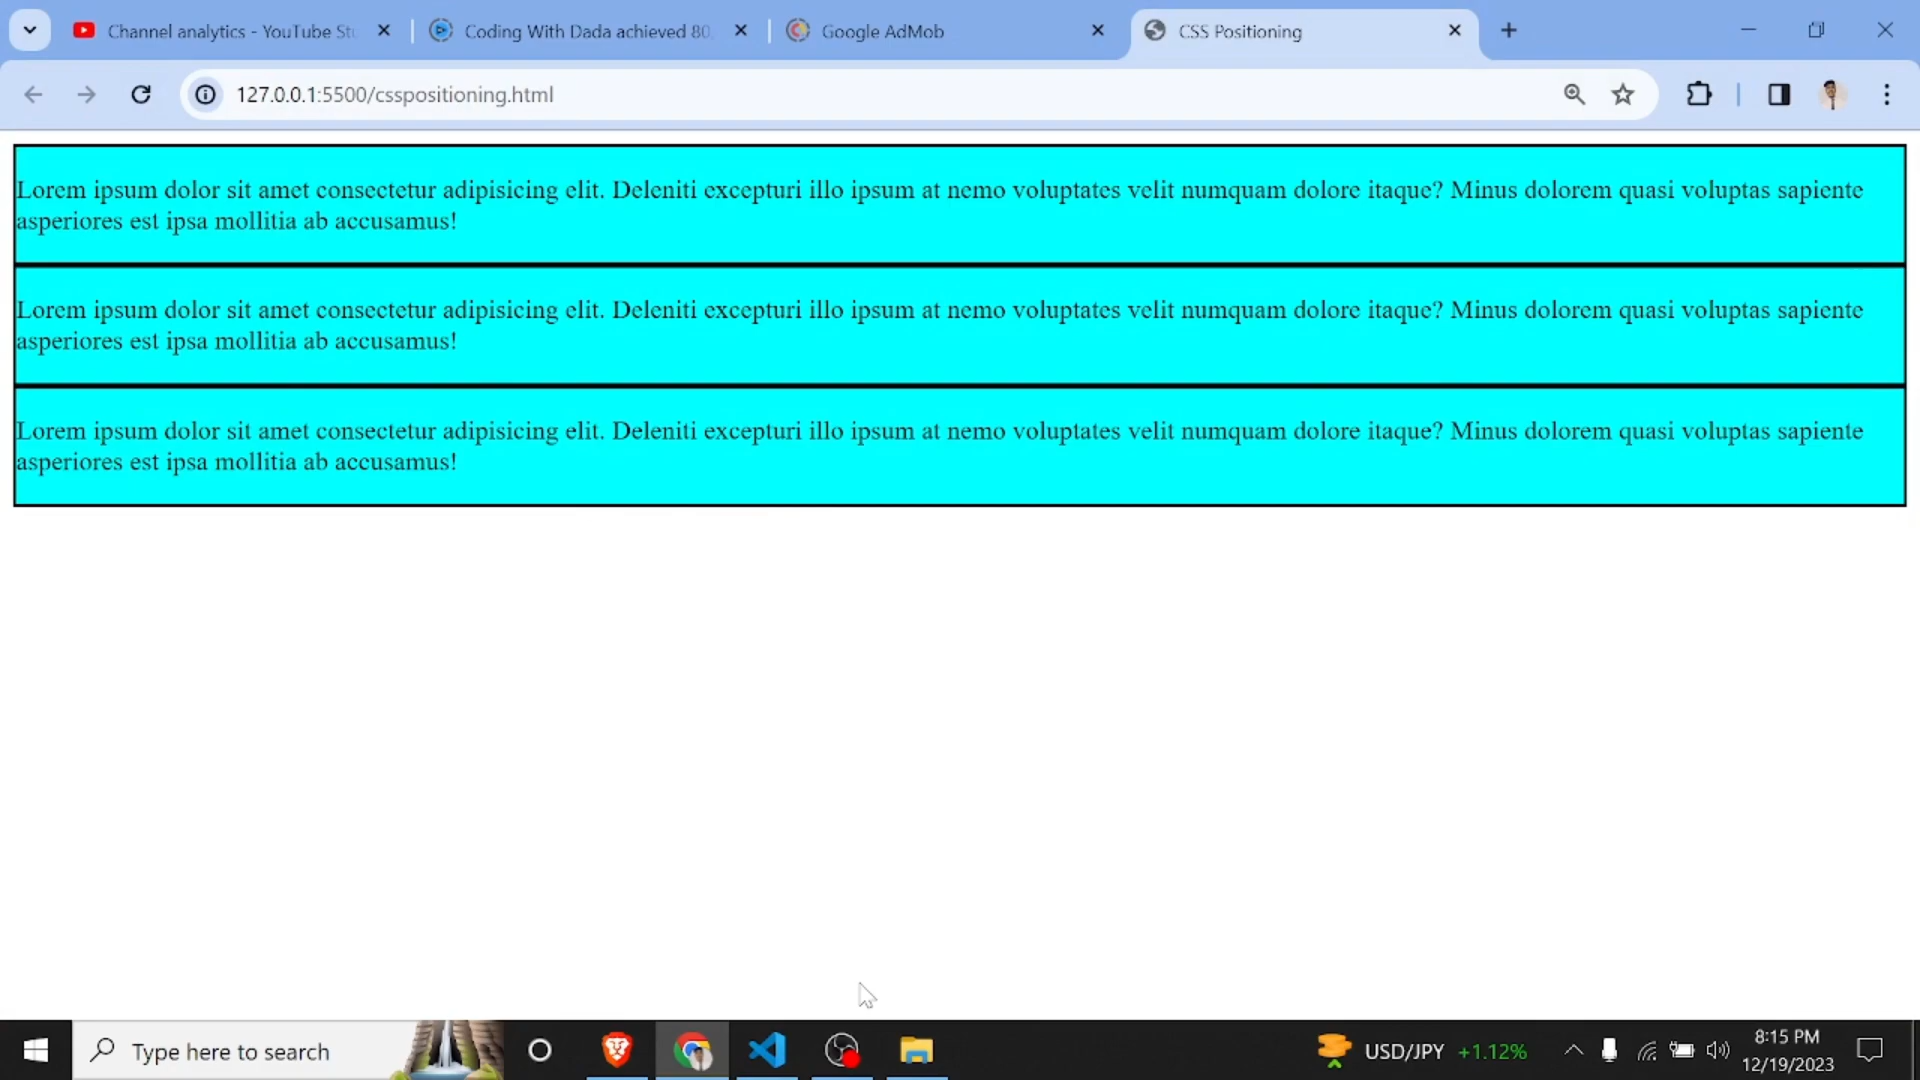 Channel analytics - YouTube Stu
Coding With Dada achieved 80
Google AdMob
CSS Positioning
127.0.0.1:5500/csspositioning.html
Lorem ipsum dolor sit amet consectetur adipisicing elit. Deleniti excepturi illo ipsum at nemo voluptates velit numquam dolore itaque? Minus dolorem quasi voluptas sapiente
asperiores est ipsa mollitia ab accusamus!
Lorem ipsum dolor sit amet consectetur adipisicing elit. Deleniti excepturi illo ipsum at nemo voluptates velit numquam dolore itaque? Minus dolorem quasi voluptas sapiente
asperiores est ipsa mollitia ab accusamus!
Lorem ipsum dolor sit amet consectetur adipisicing elit. Deleniti excepturi illo ipsum at nemo voluptates velit numquam dolore itaque? Minus dolorem quasi voluptas sapiente
asperiores est ipsa mollitia ab accusamus!
Type here to search
USD/JPY +1.12%
8:15 PM
12/19/2023